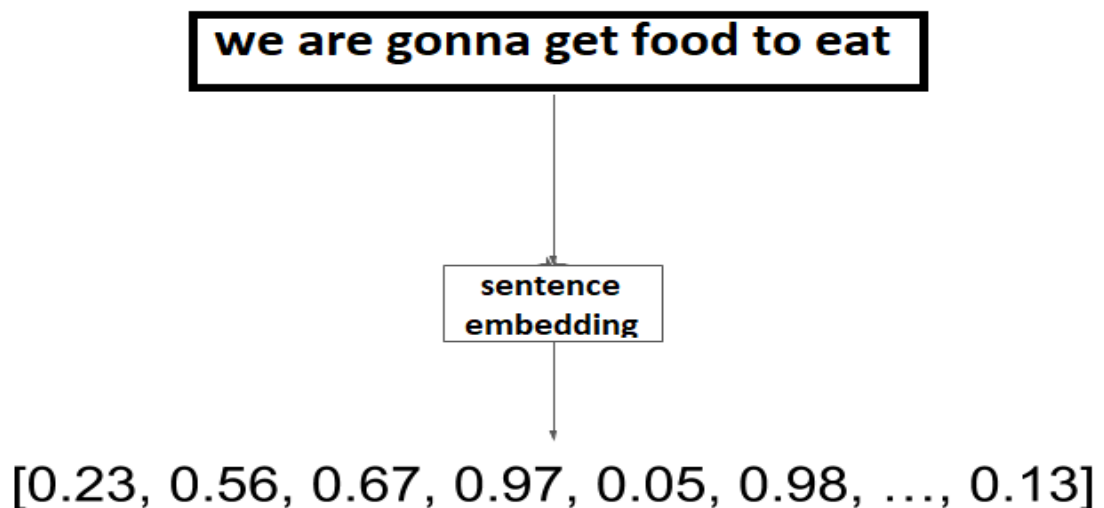 we are gonna get food to eat
sentence
embedding
[0.23, 0.56, 0.67, 0.97, 0.05, 0.98, ..., 0.13]